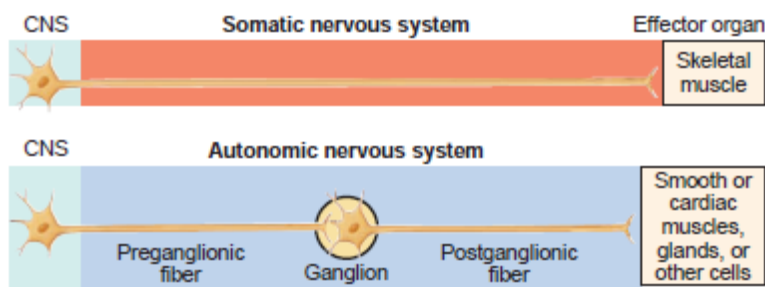 CNS Somatic nervous system Effector organ
Skeletal
muscle
CNS Autonomic nervous system
Smooth or
cardiac
muscles,
glands, or
other cells
Preganglionic
fiber
Ganglion
Postganglionic
fiber